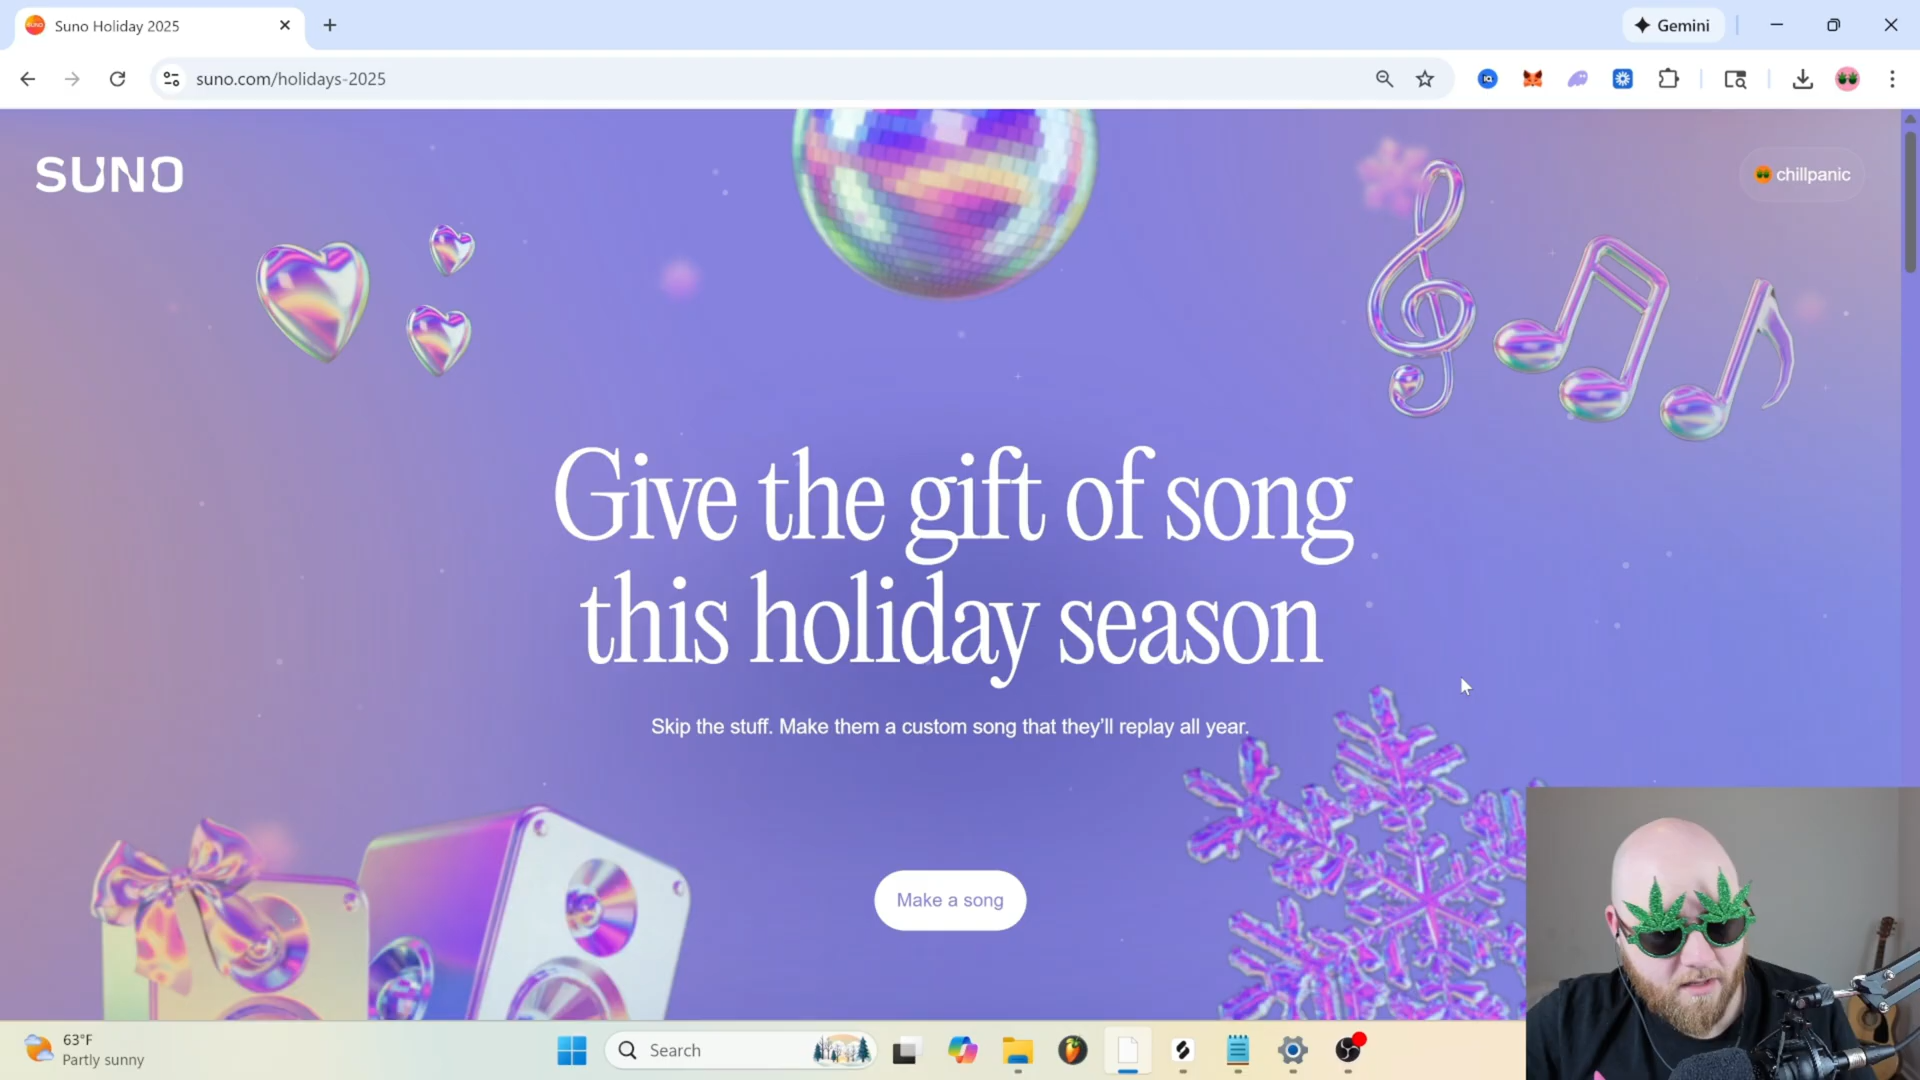 Suno Holiday 2025
Gemini
suno.com/holidays-2025
SUNO
chillpanic
Give the gift of song
this holiday season
Skip the stuff. Make them a custom song that they'll replay all year.
Make a song
63°F
Partly sunny
Search